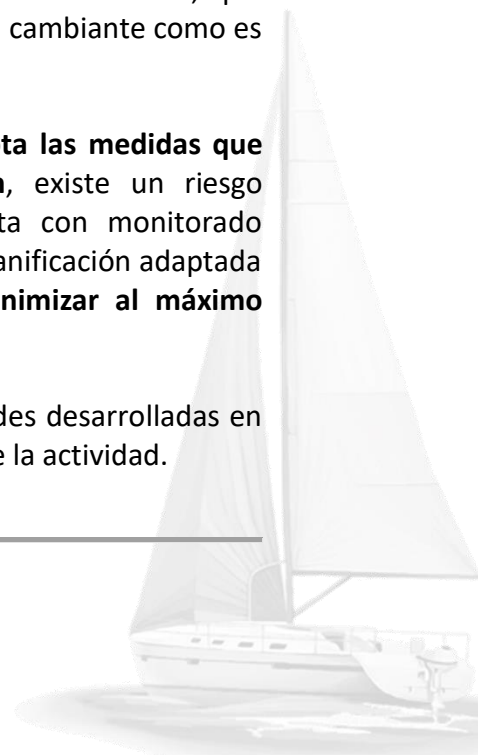 cambiante como es
ta las medidas que
, existe un riesgo
ta con monitorado
anificación adaptada
nimizar al máximo
des desarrolladas en
e la actividad.